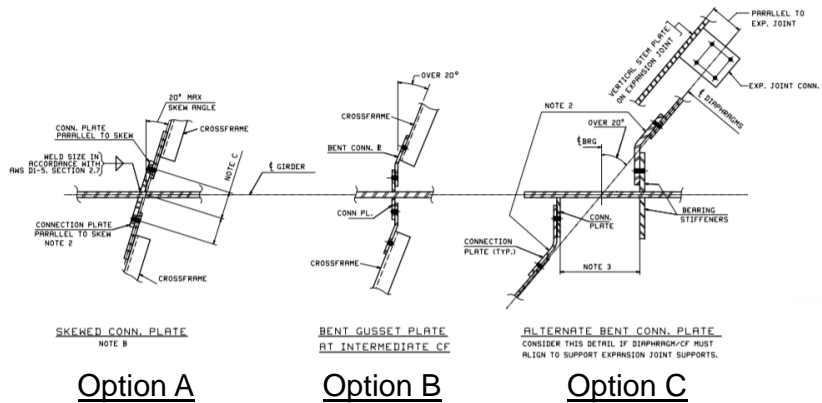 20° MAX
SKEW ANGLE
CONN. PLATE
PARALLEL TO SKEW
CROSSFRAME
WELD SIZE IN
ACCORDANCE WITH
AWS D1-5. SECTION 2.7
NOTE C
℄ GIRDER
CONNECTION PLATE
PARALLEL TO SKEW
NOTE 2
CROSSFRAME
SKEWED CONN. PLATE
NOTE B
Option A
OVER 20°
CROSSFRAME
BENT CONN. ℄
CONN PL.
CROSSFRAME
BENT GUSSET PLATE
AT INTERMEDIATE CF
Option B
PARALLEL TO
EXP. JOINT
VERTICAL STEM PLATE
ON EXPANSION JOINT
EXP. JOINT CONN.
NOTE 2
℄ DIAPHRAGMS
OVER 20°
℄ BRG
CONN.
PLATE
BEARING
STIFFENERS
CONNECTION
PLATE (TYP.)
NOTE 3
ALTERNATE BENT CONN. PLATE
CONSIDER THIS DETAIL IF DIAPHRAGM/CF MUST
ALIGN TO SUPPORT EXPANSION JOINT SUPPORTS.
Option C